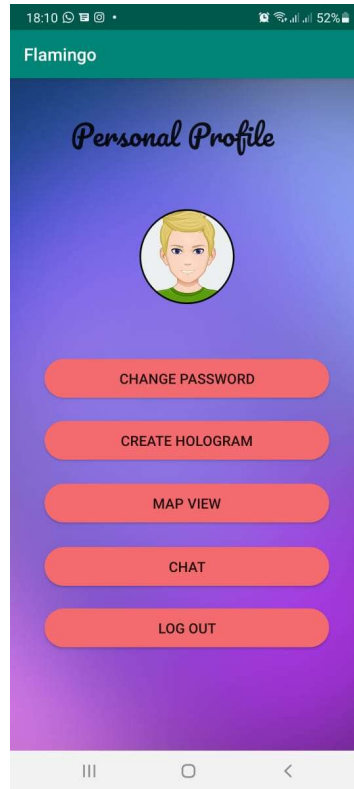 18:10 52%
Flamingo
Personal Profile
CHANGE PASSWORD
CREATE HOLOGRAM
MAP VIEW
CHAT
LOG OUT